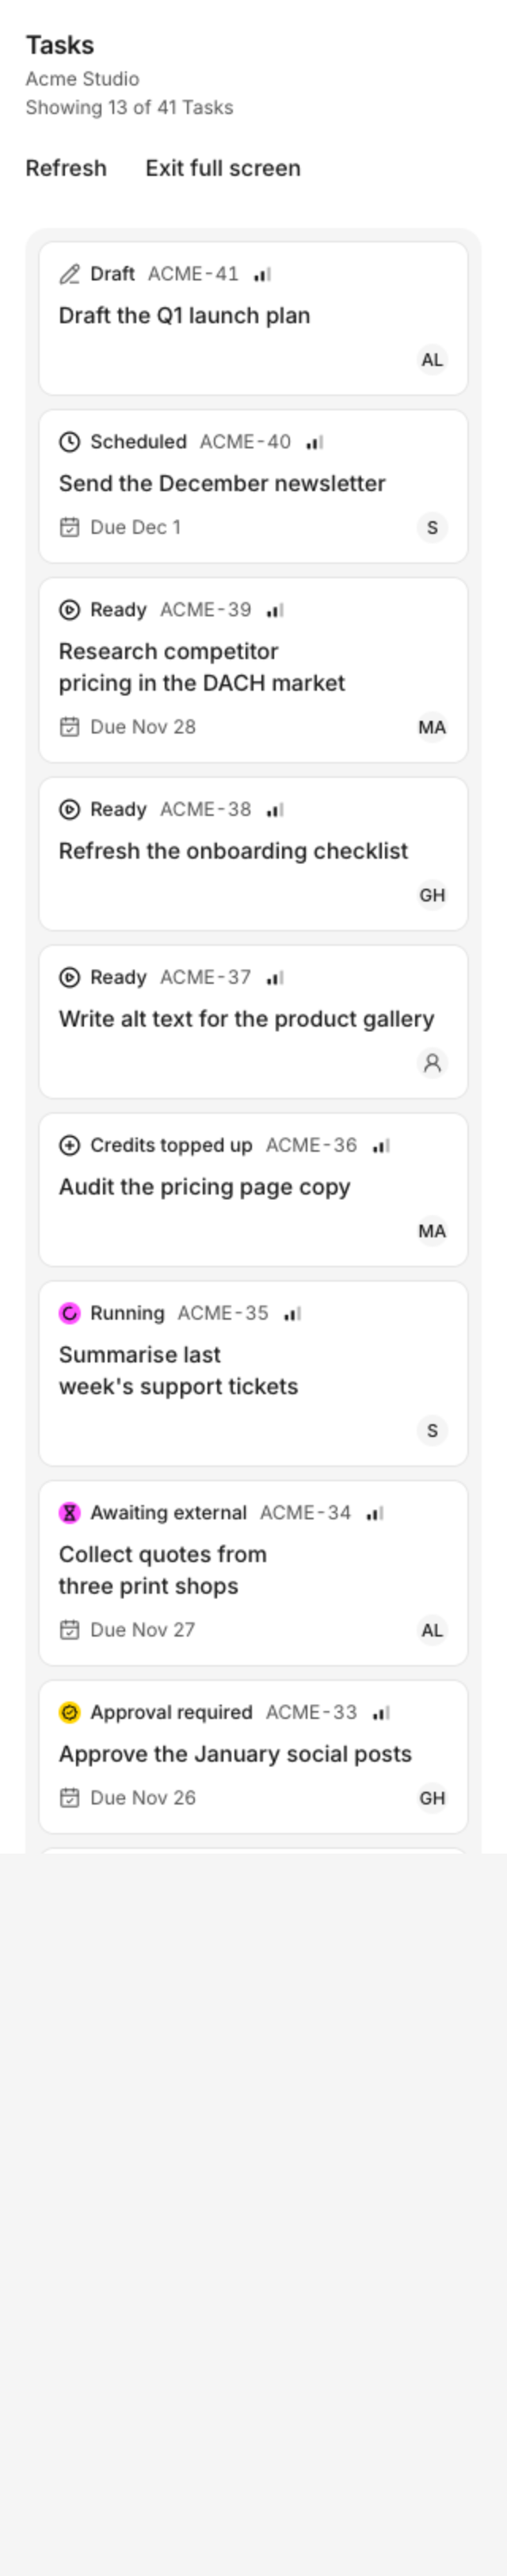 Tasks
Acme Studio
Showing 13 of 41 Tasks
Refresh Exit full screen
Draft ACME-41
Draft the Q1 launch plan
AL
Scheduled ACME-40
Send the December newsletter
Due Dec 1 S
Ready ACME-39
Research competitor
pricing in the DACH market
Due Nov 28 MA
Ready ACME-38
Refresh the onboarding checklist
GH
Ready ACME-37
Write alt text for the product gallery
Credits topped up ACME-36
Audit the pricing page copy
MA
Running ACME-35
Summarise last
week's support tickets
S
Awaiting external ACME-34
Collect quotes from
three print shops
Due Nov 27 AL
Approval required ACME-33
Approve the January social posts
Due Nov 26 GH